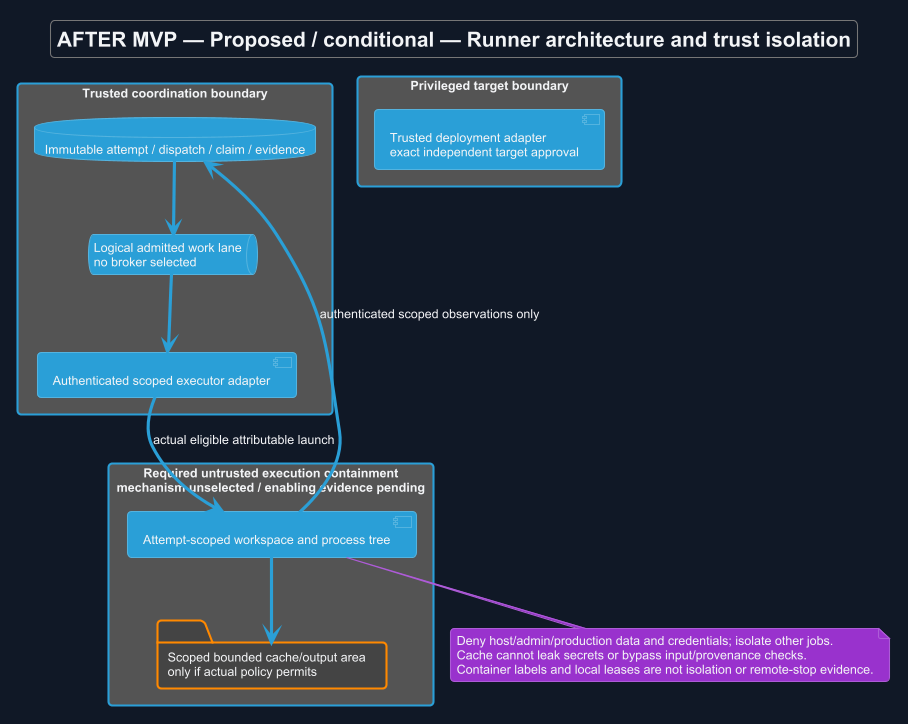 AFTER MVP — Proposed / conditional — Runner architecture and trust isolation
Trusted coordination boundary
Immutable attempt / dispatch / claim / evidence
Logical admitted work lane
no broker selected
Authenticated scoped executor adapter
Privileged target boundary
Trusted deployment adapter
exact independent target approval
authenticated scoped observations only
actual eligible attributable launch
Required untrusted execution containment
mechanism unselected / enabling evidence pending
Attempt-scoped workspace and process tree
Scoped bounded cache/output area
only if actual policy permits
Deny host/admin/production data and credentials; isolate other jobs.
Cache cannot leak secrets or bypass input/provenance checks.
Container labels and local leases are not isolation or remote-stop evidence.